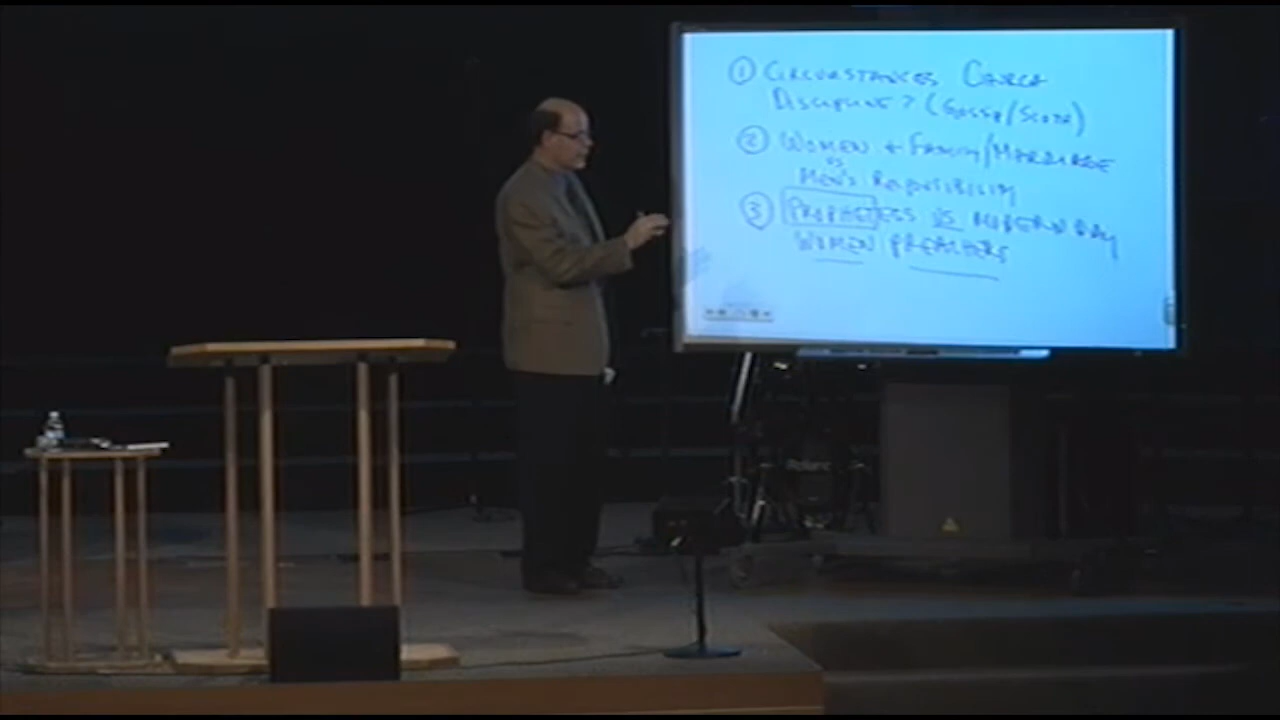 ① CIRCUMSTANCES CHURCH
DISCIPLINE? (GOSSIP/
② WOMEN + FAMILY/MARRIAGE
VS
MEN'S RESPONSIBILITY
③ PROPHETESS VS MODERN DAY
WOMEN PREACHERS